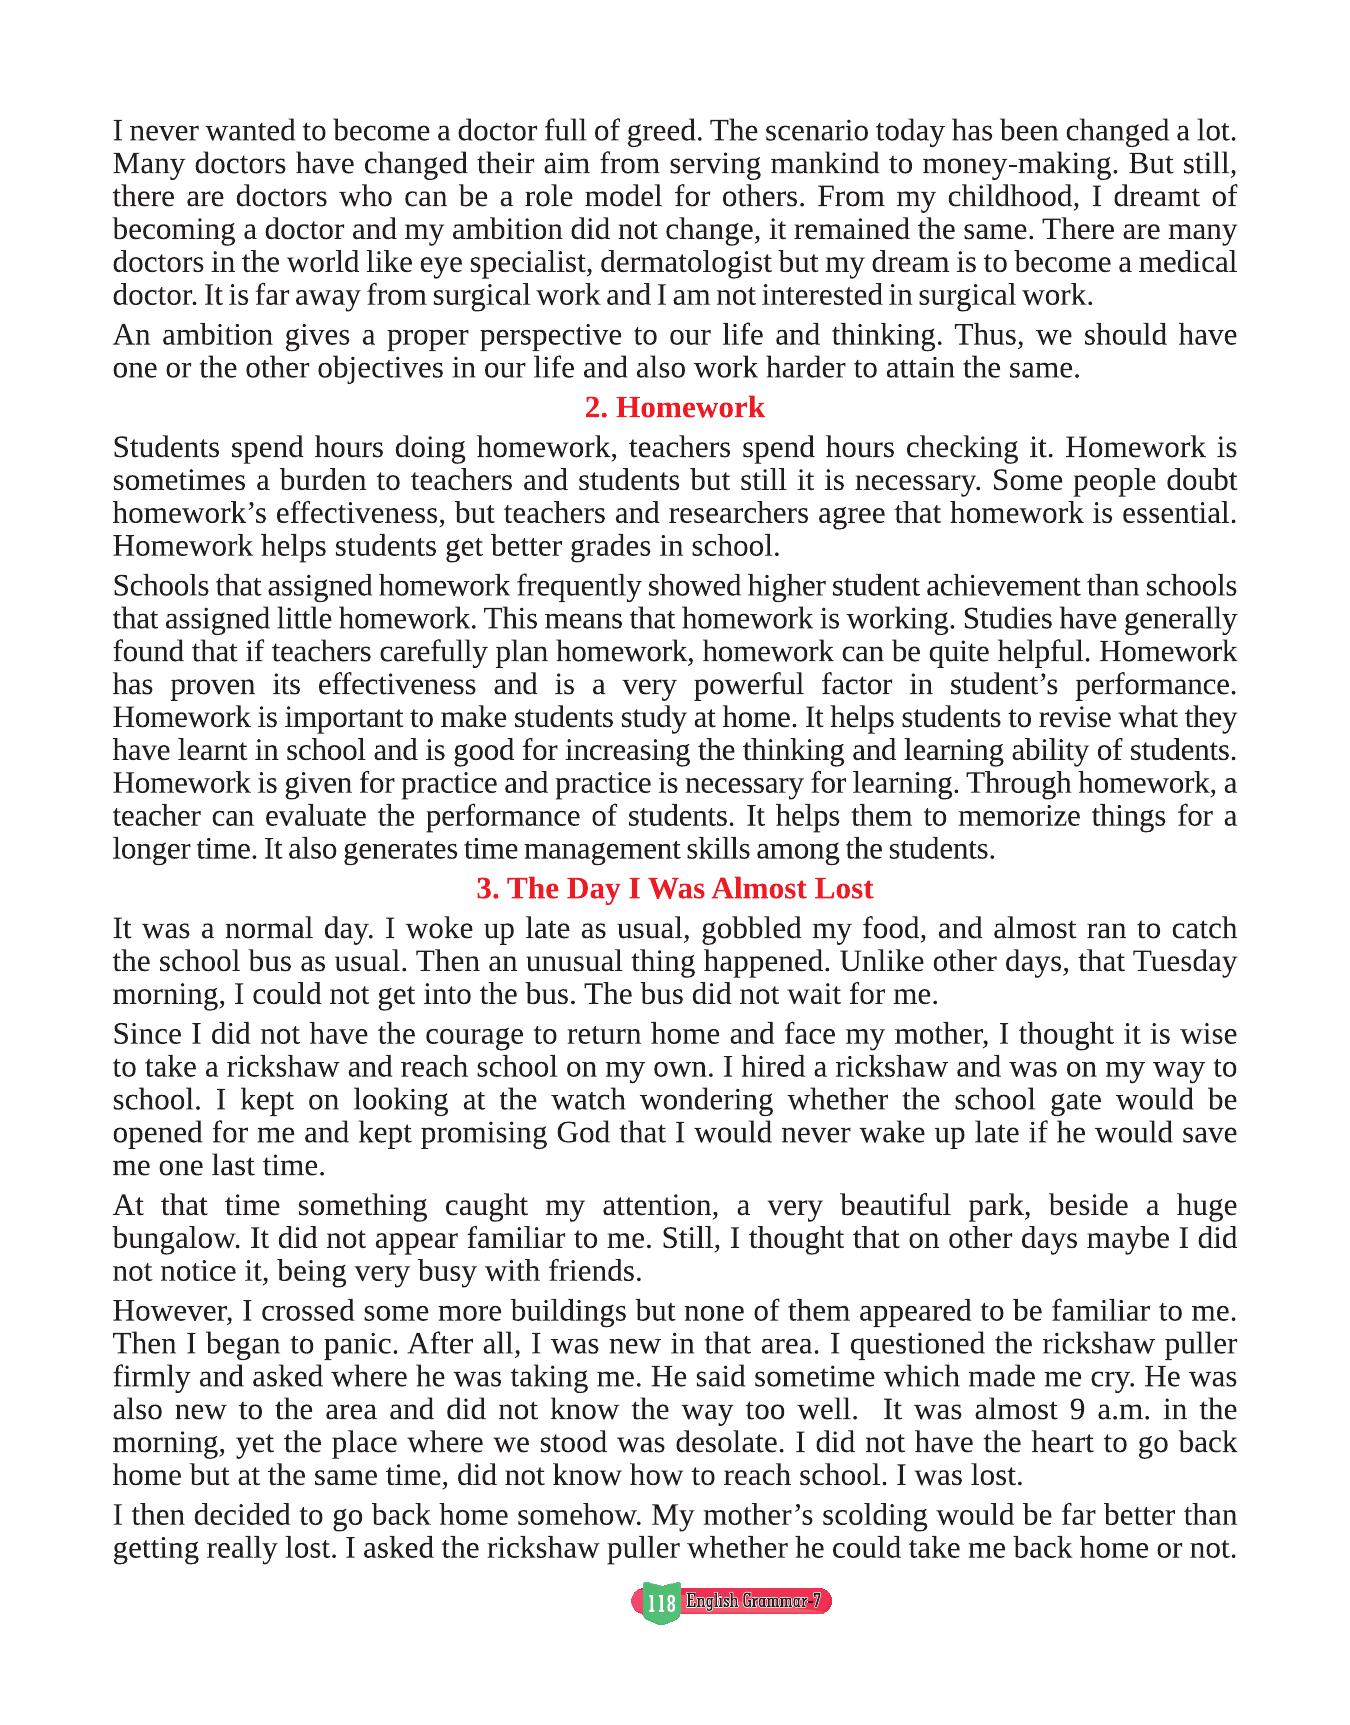 I never wanted to become a doctor full of greed. The scenario today has been changed a lot.
Many doctors have changed their aim from serving mankind to money-making. But still,
there are doctors who can be a role model for others. From my childhood, I dreamt of
becoming a doctor and my ambition did not change, it remained the same. There are many
doctors in the world like eye specialist, dermatologist but my dream is to become a medical
doctor. It is far away from surgical work and I am not interested in surgical work.
An ambition gives a proper perspective to our life and thinking. Thus, we should have
one or the other objectives in our life and also work harder to attain the same.
2. Homework
Students spend hours doing homework, teachers spend hours checking it. Homework is
sometimes a burden to teachers and students but still it is necessary. Some people doubt
homework’s effectiveness, but teachers and researchers agree that homework is essential.
Homework helps students get better grades in school.
Schools that assigned homework frequently showed higher student achievement than schools
that assigned little homework. This means that homework is working. Studies have generally
found that if teachers carefully plan homework, homework can be quite helpful. Homework
has proven its effectiveness and is a very powerful factor in student’s performance.
Homework is important to make students study at home. It helps students to revise what they
have learnt in school and is good for increasing the thinking and learning ability of students.
Homework is given for practice and practice is necessary for learning. Through homework, a
teacher can evaluate the performance of students. It helps them to memorize things for a
longer time. It also generates time management skills among the students.
3. The Day I Was Almost Lost
It was a normal day. I woke up late as usual, gobbled my food, and almost ran to catch
the school bus as usual. Then an unusual thing happened. Unlike other days, that Tuesday
morning, I could not get into the bus. The bus did not wait for me.
Since I did not have the courage to return home and face my mother, I thought it is wise
to take a rickshaw and reach school on my own. I hired a rickshaw and was on my way to
school. I kept on looking at the watch wondering whether the school gate would be
opened for me and kept promising God that I would never wake up late if he would save
me one last time.
At that time something caught my attention, a very beautiful park, beside a huge
bungalow. It did not appear familiar to me. Still, I thought that on other days maybe I did
not notice it, being very busy with friends.
However, I crossed some more buildings but none of them appeared to be familiar to me.
Then I began to panic. After all, I was new in that area. I questioned the rickshaw puller
firmly and asked where he was taking me. He said sometime which made me cry. He was
also new to the area and did not know the way too well. It was almost 9 a.m. in the
morning, yet the place where we stood was desolate. I did not have the heart to go back
home but at the same time, did not know how to reach school. I was lost.
I then decided to go back home somehow. My mother’s scolding would be far better than
getting really lost. I asked the rickshaw puller whether he could take me back home or not.
118 English Grammar-7